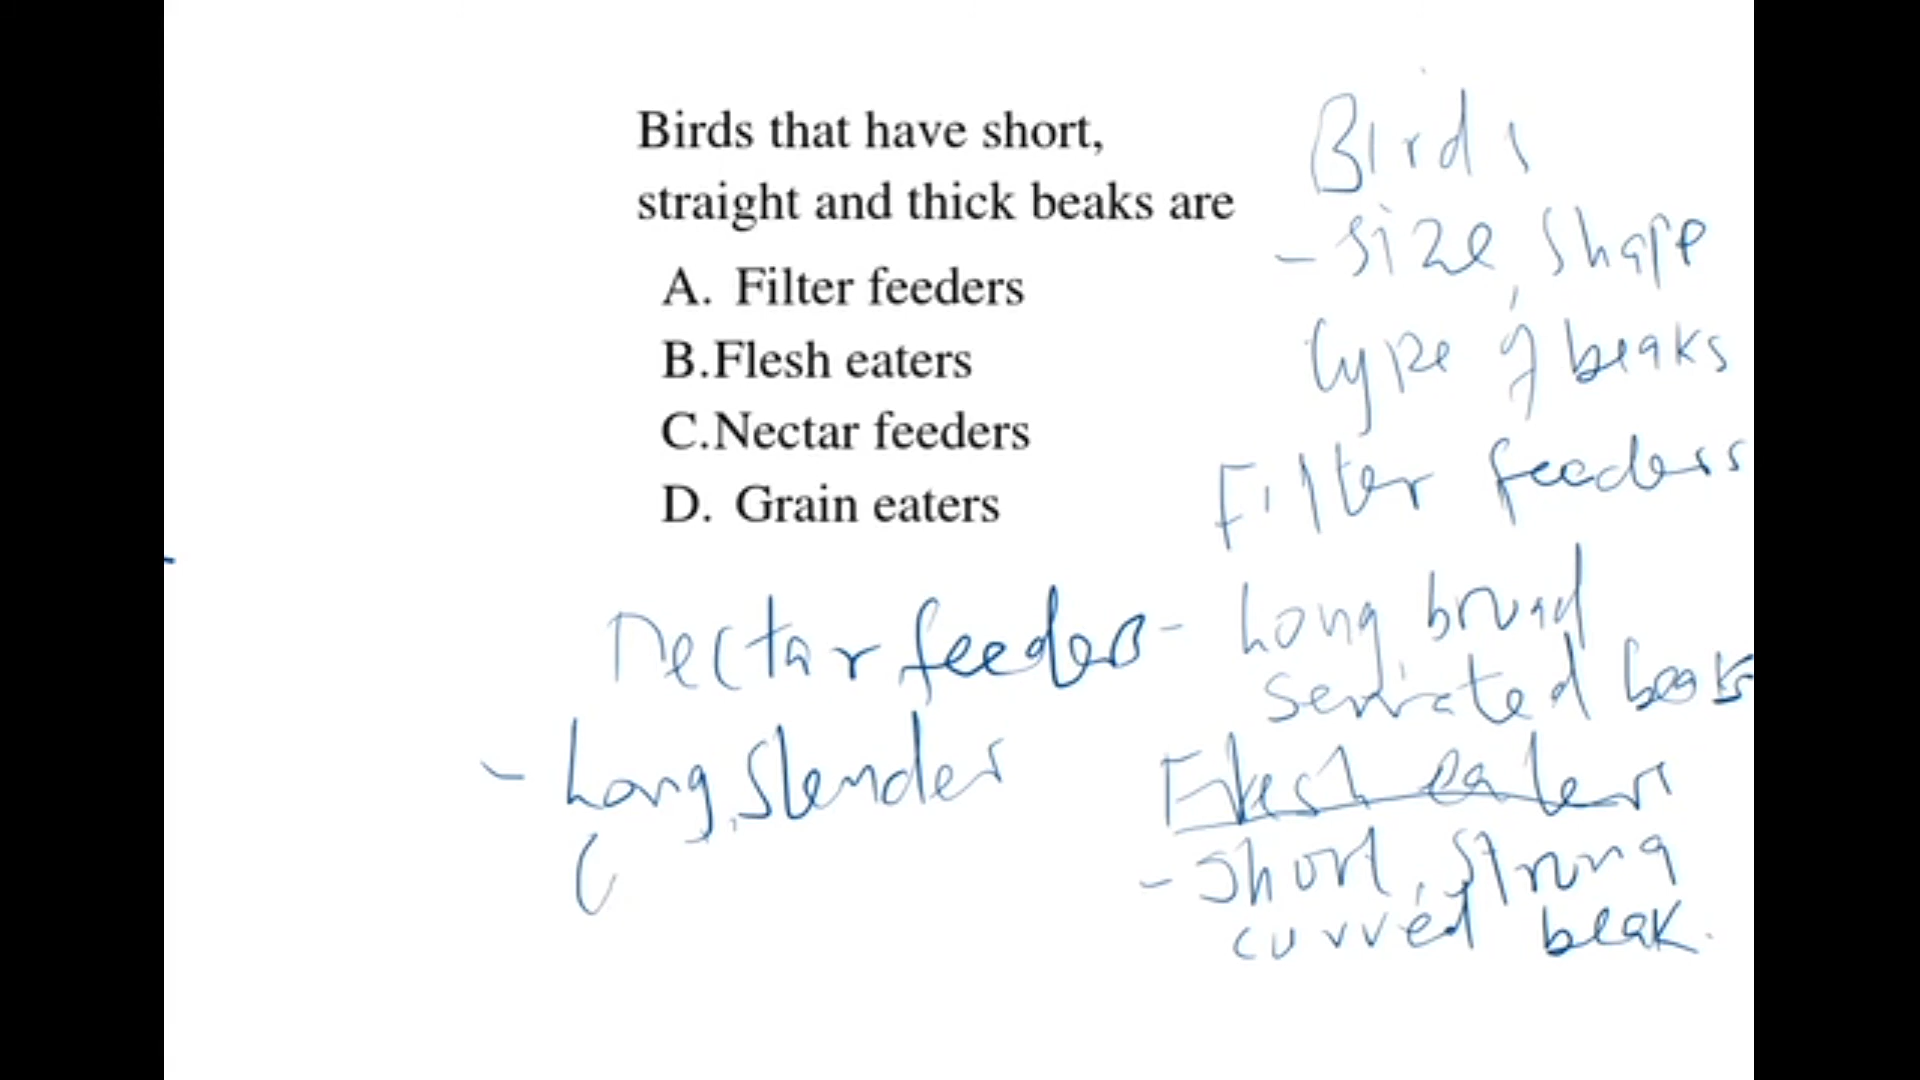 Birds that have short,
straight and thick beaks are
A. Filter feeders
B.Flesh eaters
C.Nectar feeders
D. Grain eaters
Birds
- size, shape
type of beaks
Filter feeders
- Long broad
serrated beaks
Flesh eaters
- Short, strong
curved beak.
Nectar feeders
- Long, slender
(